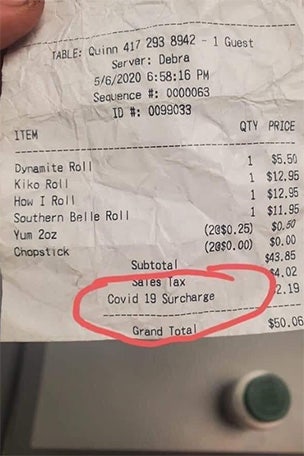 TABLE: Quinn 417 293 8942 - 1 Guest
Server: Debra
5/6/2020 6:58:16 PM
Sequence #: 0000063
ID #: 0099033
ITEM QTY PRICE
Dynamite Roll 1 $5.50
Kiko Roll 1 $12.95
How I Roll 1 $12.95
Southern Belle Roll 1 $11.95
Yum 2oz (2@$0.25) $0.50
Chopstick (2@$0.00) $0.00
Subtotal $43.85
Sales Tax $4.02
Covid 19 Surcharge $2.19
Grand Total $50.06